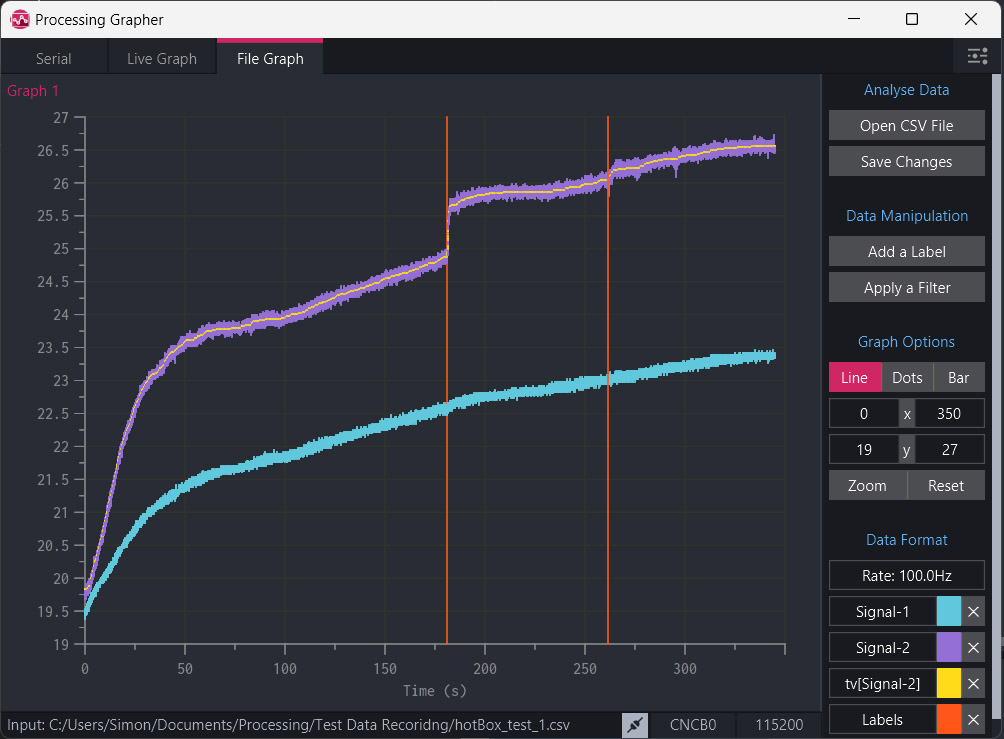 Processing Grapher
Serial
Live Graph
File Graph
Graph 1
27
26.5
26
25.5
25
24.5
24
23.5
23
22.5
22
21.5
21
20.5
20
19.5
19
0
50
100
150
200
250
300
Time (s)
Analyse Data
Open CSV File
Save Changes
Data Manipulation
Add a Label
Apply a Filter
Graph Options
Line Dots Bar
0 x 350
19 y 27
Zoom Reset
Data Format
Rate: 100.0Hz
Signal-1
Signal-2
tv[Signal-2]
Labels
Input: C:/Users/Simon/Documents/Processing/Test Data Recoridng/hotBox_test_1.csv
CNCB0
115200